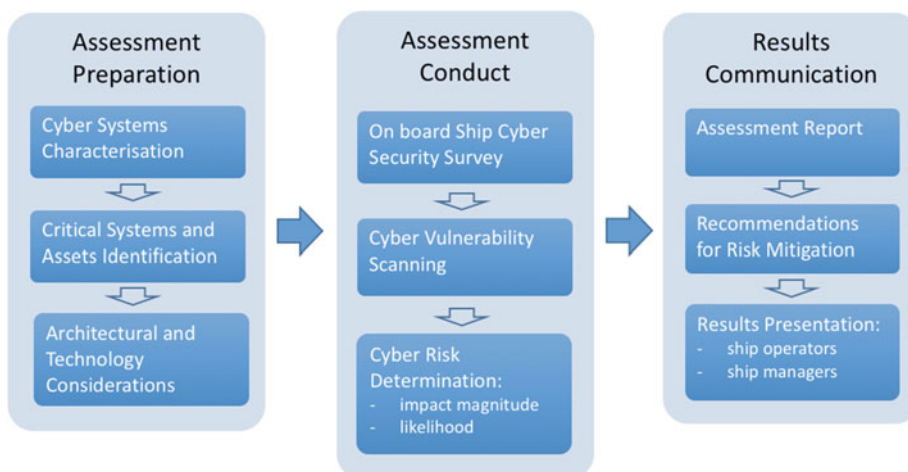 Assessment
Preparation
Cyber Systems
Characterisation
Critical Systems and
Assets Identification
Architectural and
Technology
Considerations
Assessment
Conduct
On board Ship Cyber
Security Survey
Cyber Vulnerability
Scanning
Cyber Risk
Determination:
- impact magnitude
- likelihood
Results
Communication
Assessment Report
Recommendations
for Risk Mitigation
Results Presentation:
- ship operators
- ship managers